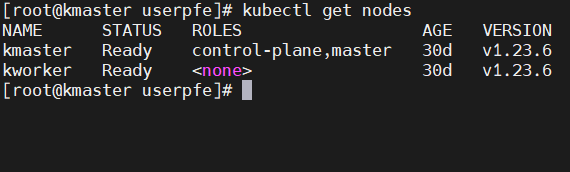 [root@kmaster userpfe]# kubectl get nodes
NAME      STATUS   ROLES                  AGE   VERSION
kmaster   Ready    control-plane,master   30d   v1.23.6
kworker   Ready    <none>                 30d   v1.23.6
[root@kmaster userpfe]#